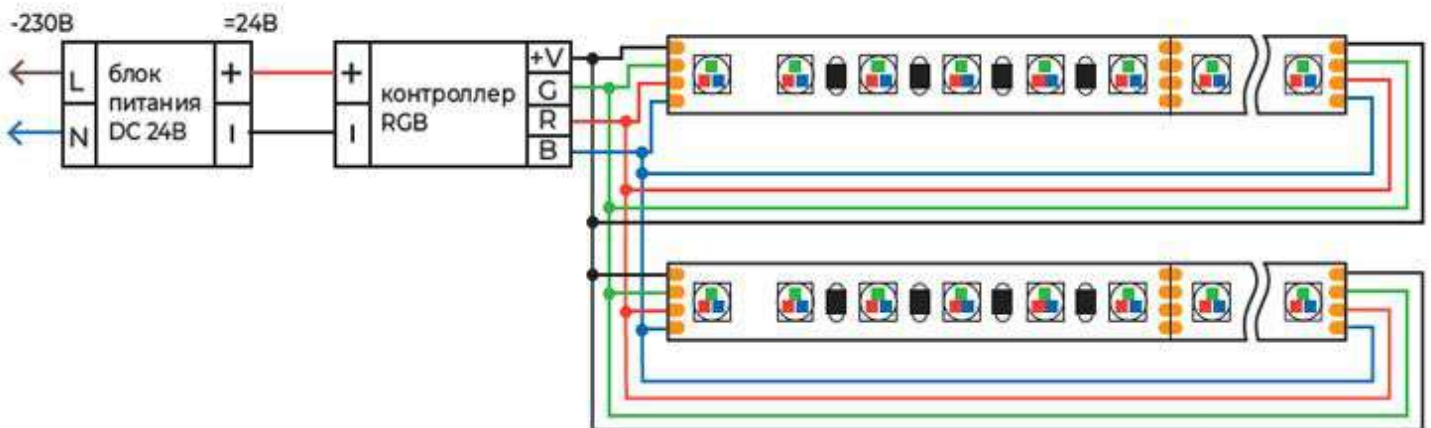 -230В
=24В
L
N
блок
питания
DC 24В
+
–
+
–
контроллер
RGB
+V
G
R
B